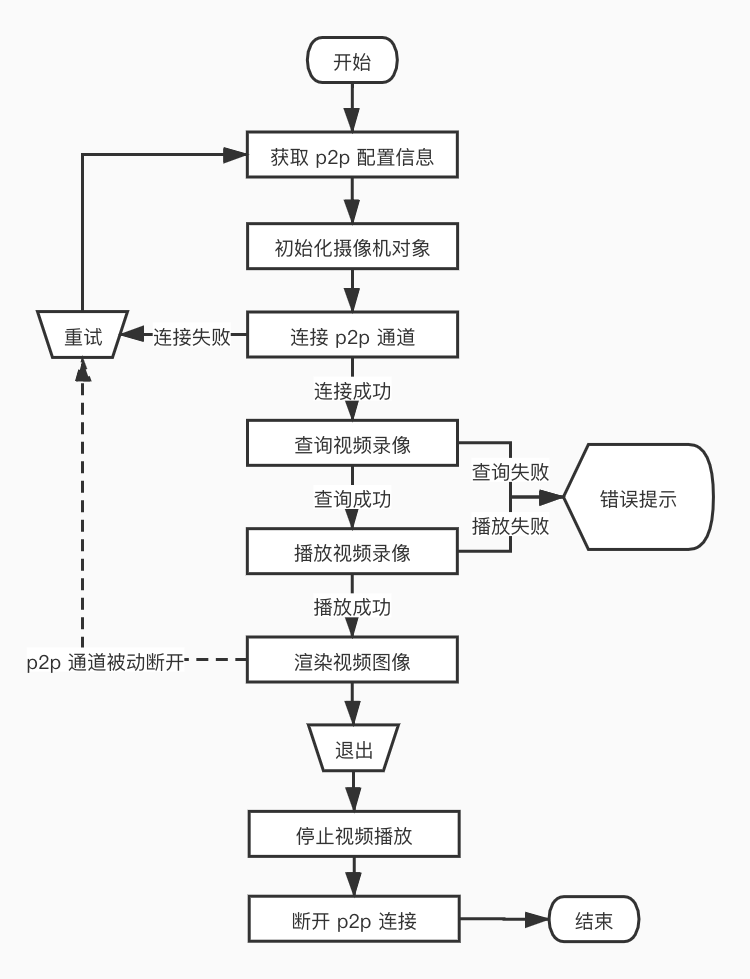 开始
获取 p2p 配置信息
初始化摄像机对象
重试
连接失败
连接 p2p 通道
连接成功
查询视频录像
查询失败
查询成功
错误提示
播放失败
播放视频录像
播放成功
p2p 通道被动断开
渲染视频图像
退出
停止视频播放
断开 p2p 连接
结束